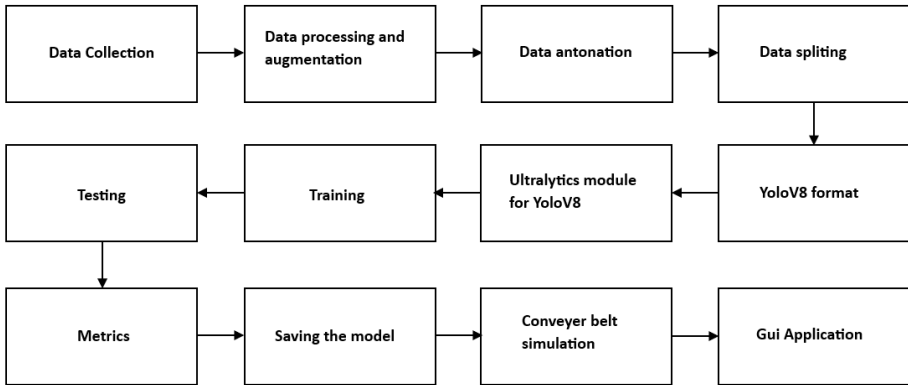 Data Collection
Data processing and
augmentation
Data antonation
Data spliting
YoloV8 format
Ultralytics module
for YoloV8
Training
Testing
Metrics
Saving the model
Conveyer belt
simulation
Gui Application